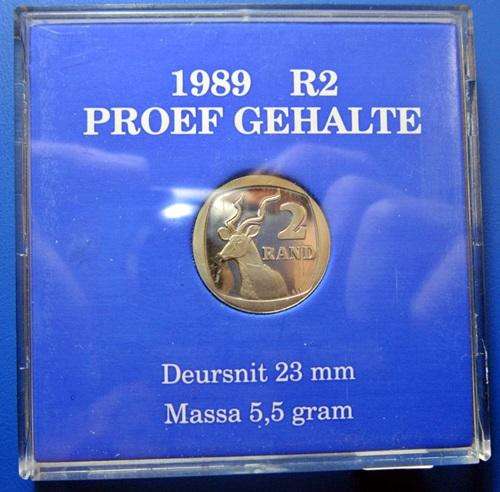 1989 R2
PROEF GEHALTE
2
RAND
Deursnit 23 mm
Massa 5,5 gram